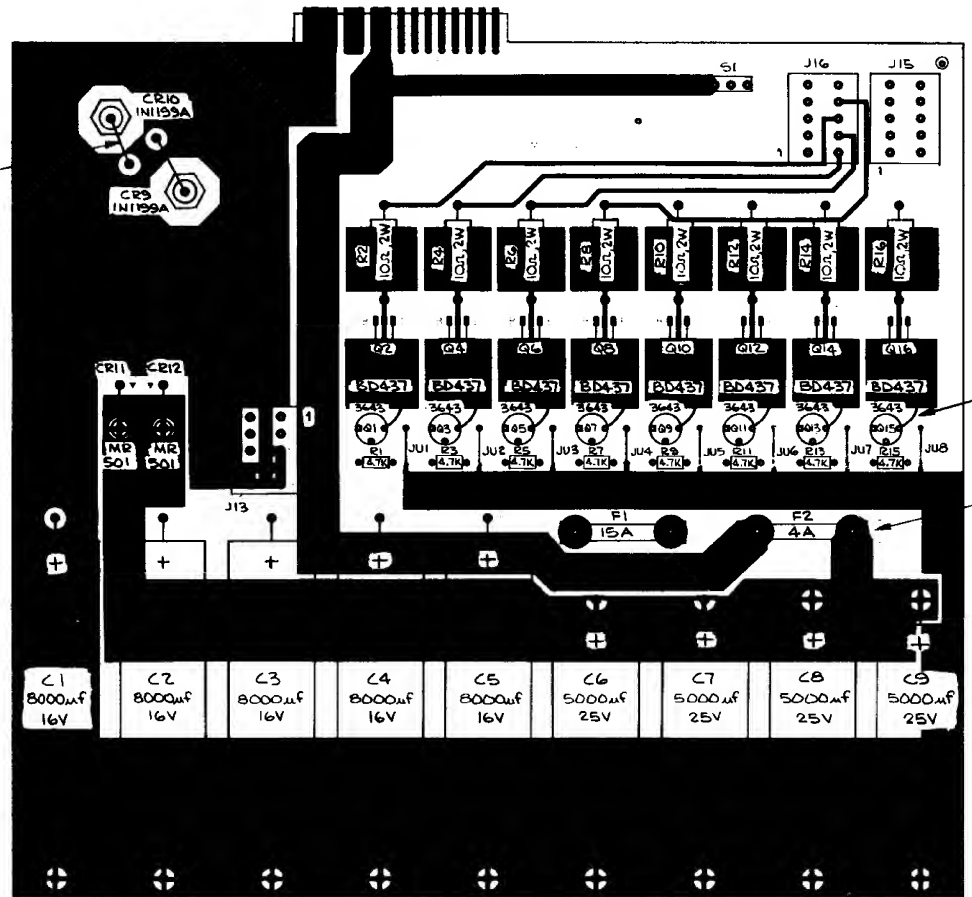 S1
J16
J15
CR10
1N1199A
1
1
CR9
1N1199A
R2
10Ω, 2W
R4
10Ω, 2W
R6
10Ω, 2W
R8
10Ω, 2W
R10
10Ω, 2W
R12
10Ω, 2W
R14
10Ω, 2W
R16
10Ω, 2W
Q2
Q4
Q6
Q8
Q10
Q12
Q14
Q16
CR11
CR12
BD437
BD437
BD437
BD437
BD437
BD437
BD437
BD437
1
3643
3643
3643
3643
3643
3643
3643
3643
Q1
Q3
Q5
Q7
Q9
Q11
Q13
Q15
MR
501
MR
501
JU1
JU2
JU3
JU4
JU5
JU6
JU7
JU8
R1
R3
R5
R7
R9
R11
R13
R15
4.7K
4.7K
4.7K
4.7K
4.7K
4.7K
4.7K
4.7K
J13
F1
15A
F2
4A
+ + + + +
+ + + +
C1
8000uf
16V
C2
8000uf
16V
C3
8000uf
16V
C4
8000uf
16V
C5
8000uf
16V
C6
5000uf
25V
C7
5000uf
25V
C8
5000uf
25V
C9
5000uf
25V